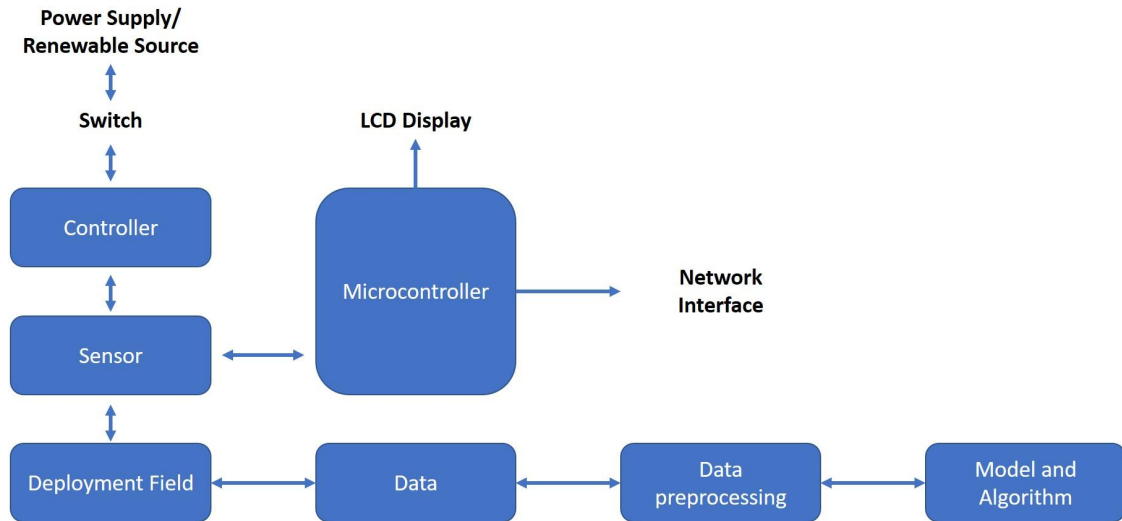 Power Supply/
Renewable Source
Switch
LCD Display
Controller
Microcontroller
Network
Interface
Sensor
Deployment Field
Data
Data
preprocessing
Model and
Algorithm